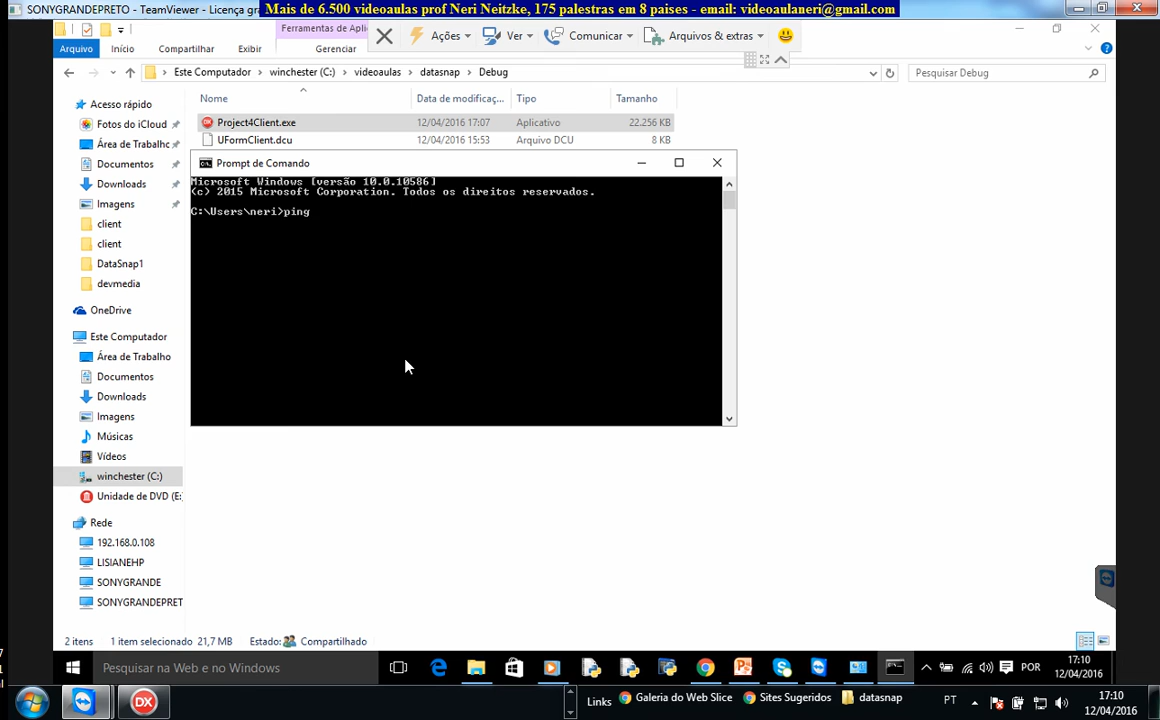 SONYGRANDEPRETO - TeamViewer - Licença gra
Mais de 6.500 videoaulas prof Neri Neitzke, 175 palestras em 8 paises - email: videoaulaneri@gmail.com
Ferramentas de Aplica
Ações
Ver
Comunicar
Arquivos & extras
Arquivo
Início
Compartilhar
Exibir
Gerenciar
Este Computador › winchester (C:) › videoaulas › datasnap › Debug
Pesquisar Debug
Nome
Data de modificaç...
Tipo
Tamanho
Project4Client.exe
12/04/2016 17:07
Aplicativo
22.256 KB
UFormClient.dcu
12/04/2016 15:53
Arquivo DCU
8 KB
Prompt de Comando
Microsoft Windows [versão 10.0.10586]
(c) 2015 Microsoft Corporation. Todos os direitos reservados.
C:\Users\neri>ping
Acesso rápido
Fotos do iCloud
Área de Trabalho
Documentos
Downloads
Imagens
client
client
DataSnap1
devmedia
OneDrive
Este Computador
Área de Trabalho
Documentos
Downloads
Imagens
Músicas
Vídeos
winchester (C:)
Unidade de DVD (E:
Rede
192.168.0.108
LISIANEHP
SONYGRANDE
SONYGRANDEPRET
2 itens
1 item selecionado 21,7 MB
Estado:
Compartilhado
Pesquisar na Web e no Windows
POR
17:10
12/04/2016
DX
Links
Galeria do Web Slice
Sites Sugeridos
datasnap
PT
17:10
12/04/2016